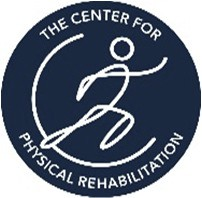 THE CENTER FOR
PHYSICAL REHABILITATION